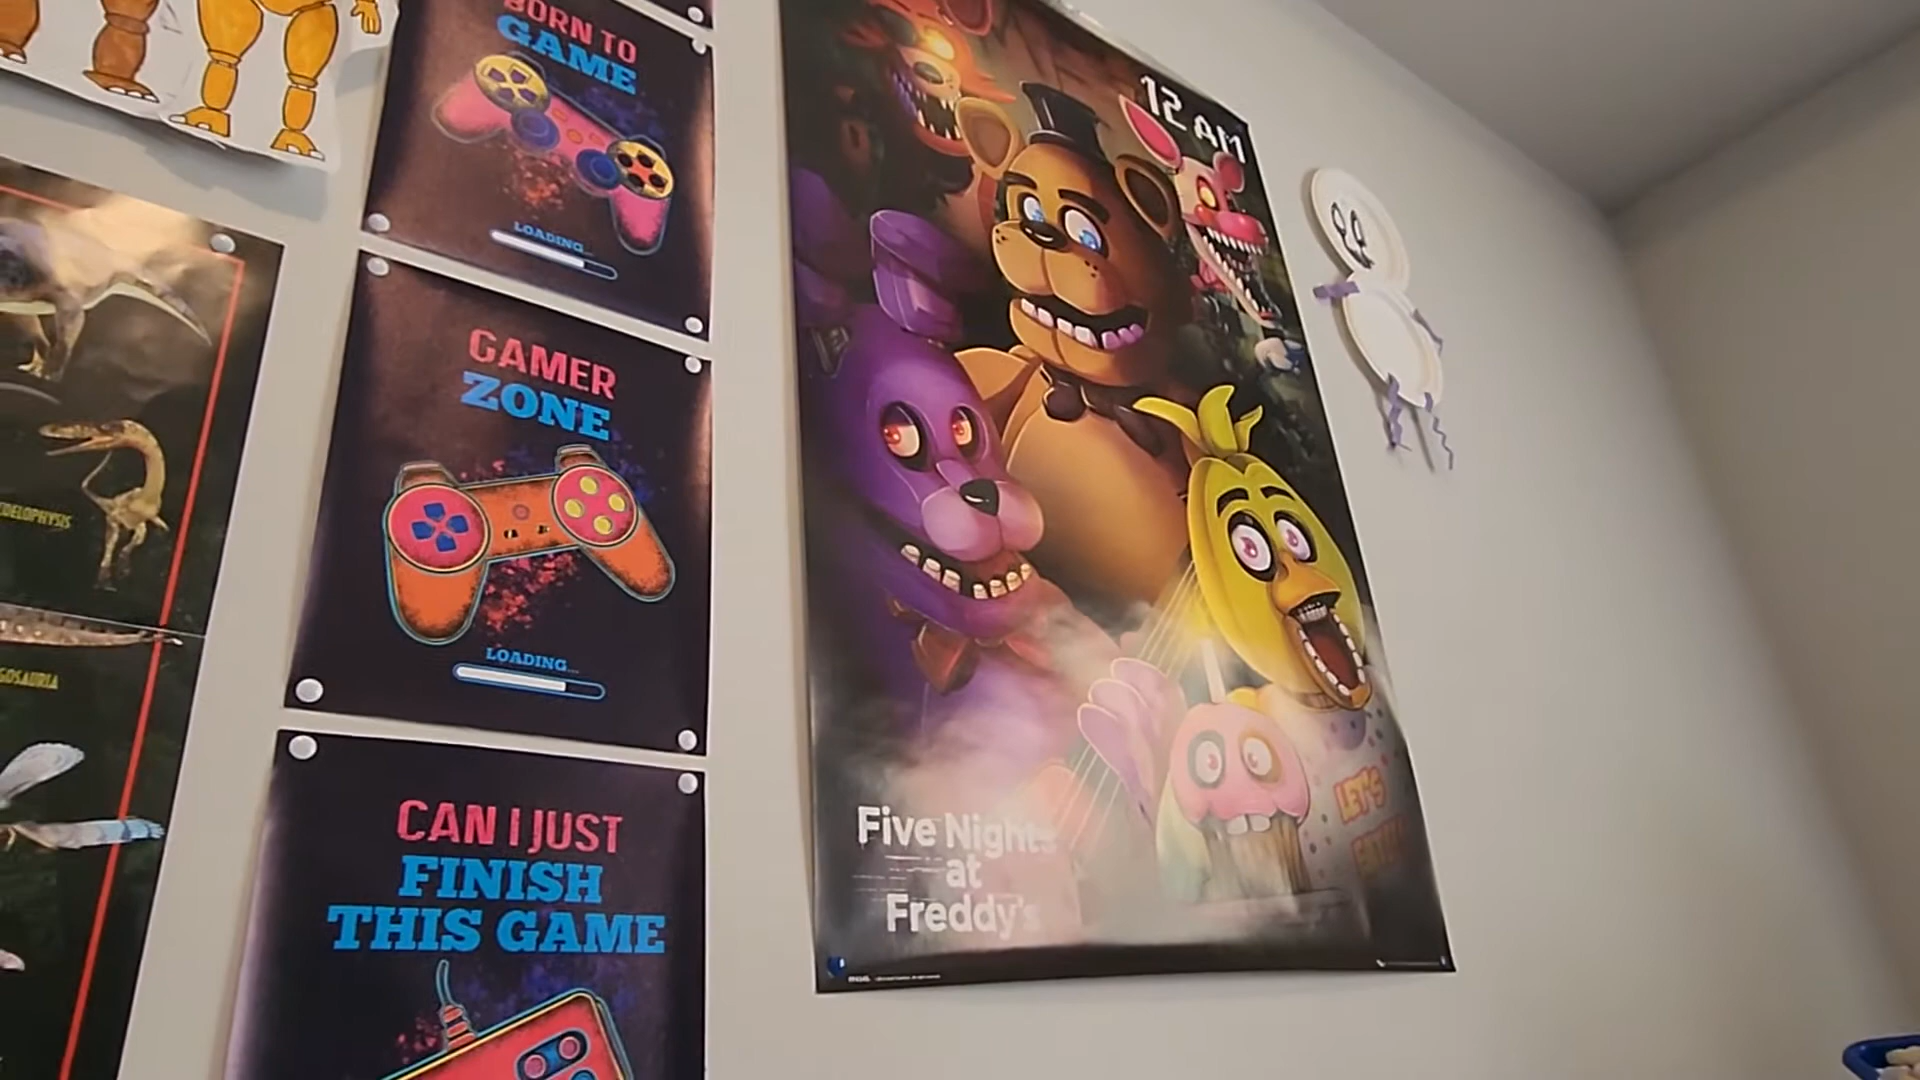 BORN TO
GAME
LOADING...
GAMER
ZONE
LOADING...
CAN I JUST
FINISH
THIS GAME
COELOPHYSIS
12 AM
LET'S
Five Nights
at
Freddy's